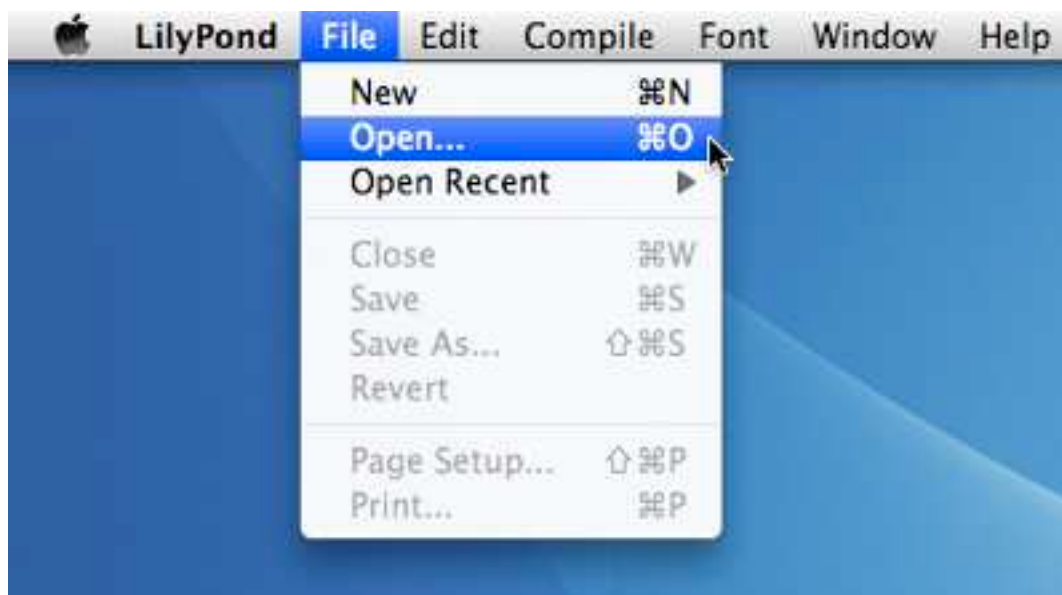 LilyPond File Edit Compile Font Window Help
New ⌘N
Open... ⌘O
Open Recent ▶
Close ⌘W
Save ⌘S
Save As... ⇧⌘S
Revert
Page Setup... ⇧⌘P
Print... ⌘P